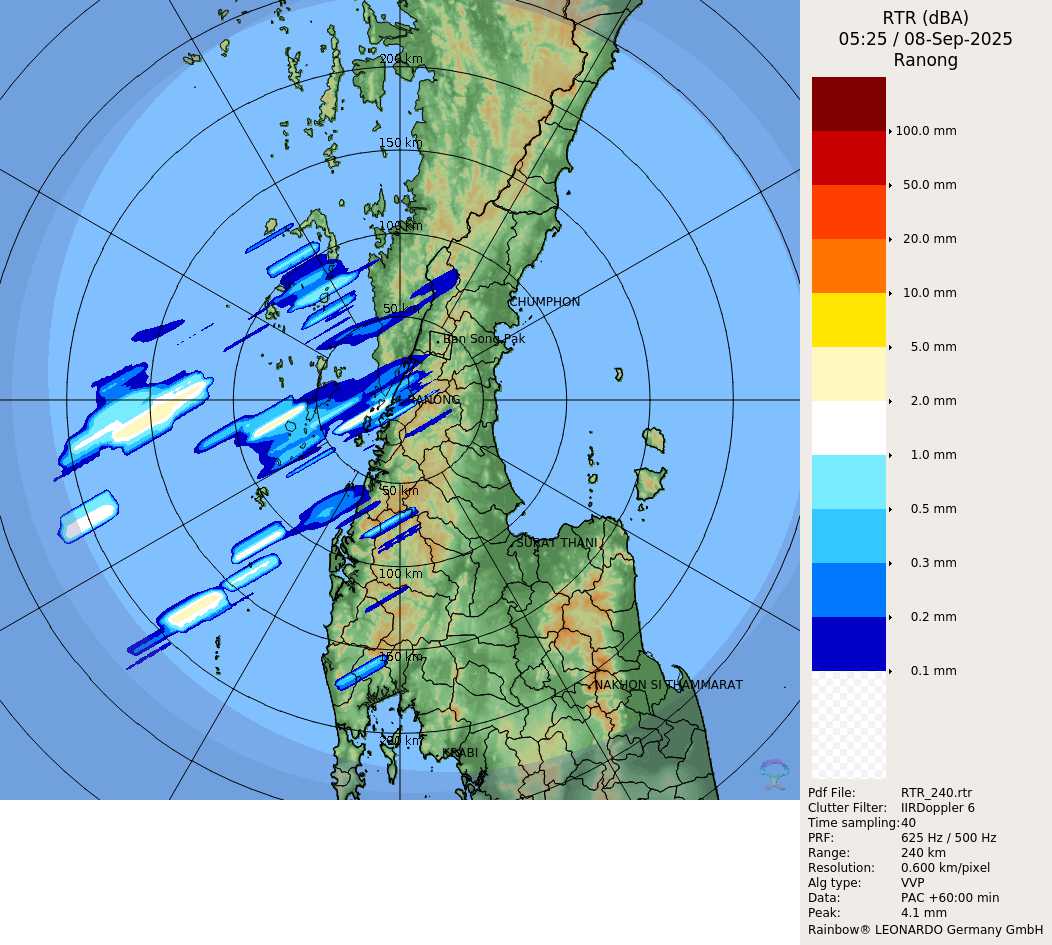 RTR (dBA)
05:25 / 08-Sep-2025
Ranong
100.0 mm
50.0 mm
20.0 mm
10.0 mm
5.0 mm
2.0 mm
1.0 mm
0.5 mm
0.3 mm
0.2 mm
0.1 mm
200 km
150 km
100 km
50 km
CHUMPHON
Ban Song Pak
RANONG
50 km
SURAT THANI
100 km
150 km
NAKHON SI THAMMARAT
200 km
KRABI
Pdf File: RTR_240.rtr
Clutter Filter: IIRDoppler 6
Time sampling: 40
PRF: 625 Hz / 500 Hz
Range: 240 km
Resolution: 0.600 km/pixel
Alg type: VVP
Data: PAC +60:00 min
Peak: 4.1 mm
Rainbow® LEONARDO Germany GmbH